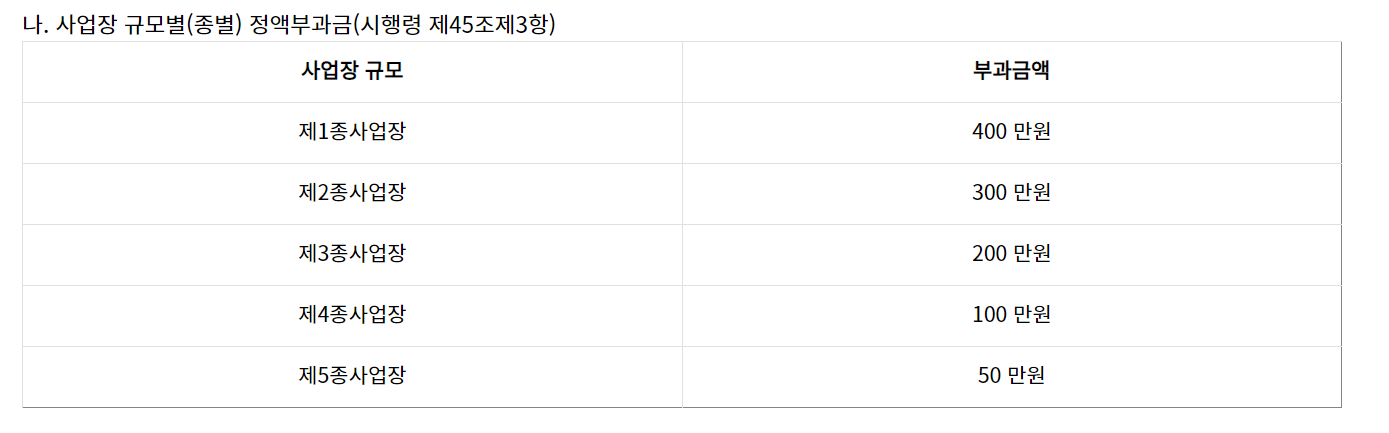 나. 사업장 규모별(종별) 정액부과금(시행령 제45조제3항)
사업장 규모 부과금액
제1종사업장 400 만원
제2종사업장 300 만원
제3종사업장 200 만원
제4종사업장 100 만원
제5종사업장 50 만원